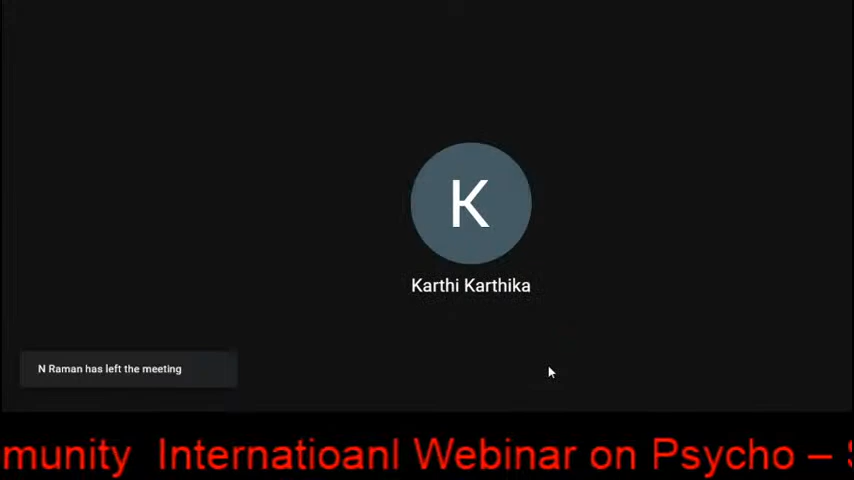 K
Karthi Karthika
N Raman has left the meeting
munity Internatioanl Webinar on Psycho –